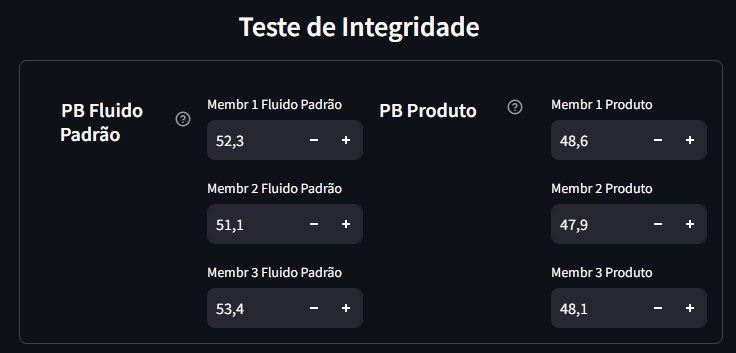 Teste de Integridade
PB Fluido
Padrão
Membr 1 Fluido Padrão
52,3
Membr 2 Fluido Padrão
51,1
Membr 3 Fluido Padrão
53,4
PB Produto
Membr 1 Produto
48,6
Membr 2 Produto
47,9
Membr 3 Produto
48,1